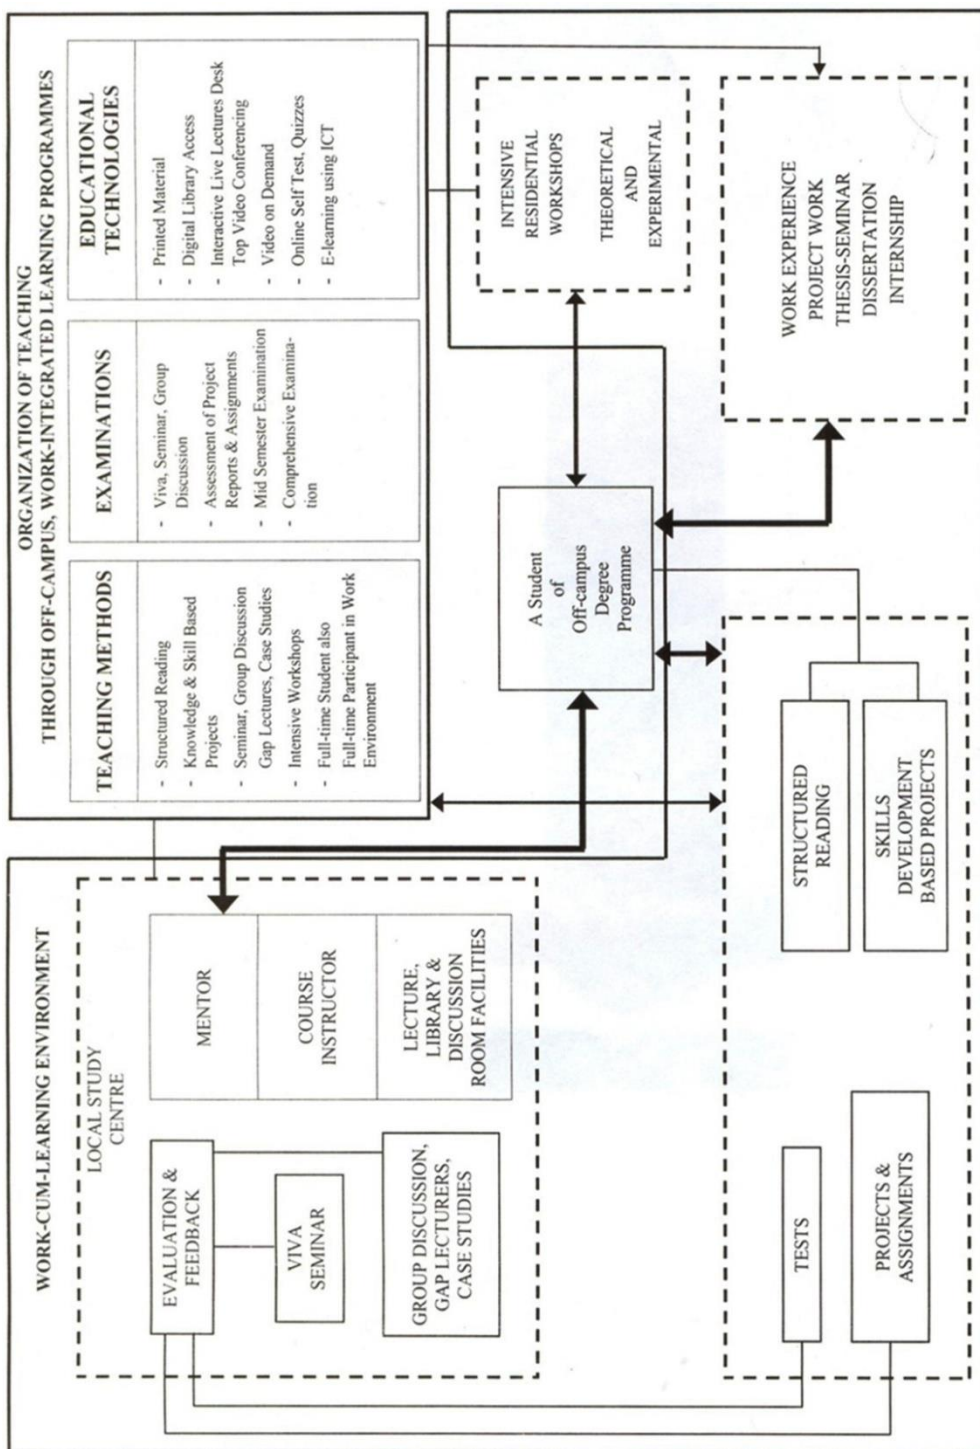 ORGANIZATION OF TEACHING
THROUGH OFF-CAMPUS, WORK-INTEGRATED LEARNING PROGRAMMES
TEACHING METHODS
- Structured Reading
- Knowledge & Skill Based
Projects
- Seminar, Group Discussion
Gap Lectures, Case Studies
- Intensive Workshops
- Full-time Student also
Full-time Participant in Work
Environment
EXAMINATIONS
- Viva, Seminar, Group
Discussion
- Assessment of Project
Reports & Assignments
- Mid Semester Examination
- Comprehensive Examina-
tion
EDUCATIONAL
TECHNOLOGIES
- Printed Material
- Digital Library Access
- Interactive Live Lectures Desk
Top Video Conferencing
- Video on Demand
- Online Self Test, Quizzes
- E-learning using ICT
WORK-CUM-LEARNING ENVIRONMENT
LOCAL STUDY
CENTRE
EVALUATION &
FEEDBACK
VIVA
SEMINAR
GROUP DISCUSSION,
GAP LECTURERS,
CASE STUDIES
MENTOR
COURSE
INSTRUCTOR
LECTURE,
LIBRARY &
DISCUSSION
ROOM FACILITIES
A Student
of
Off-campus
Degree
Programme
INTENSIVE
RESIDENTIAL
WORKSHOPS
THEORETICAL
AND
EXPERIMENTAL
TESTS
PROJECTS &
ASSIGNMENTS
STRUCTURED
READING
SKILLS
DEVELOPMENT
BASED PROJECTS
WORK EXPERIENCE
PROJECT WORK
THESIS-SEMINAR
DISSERTATION
INTERNSHIP